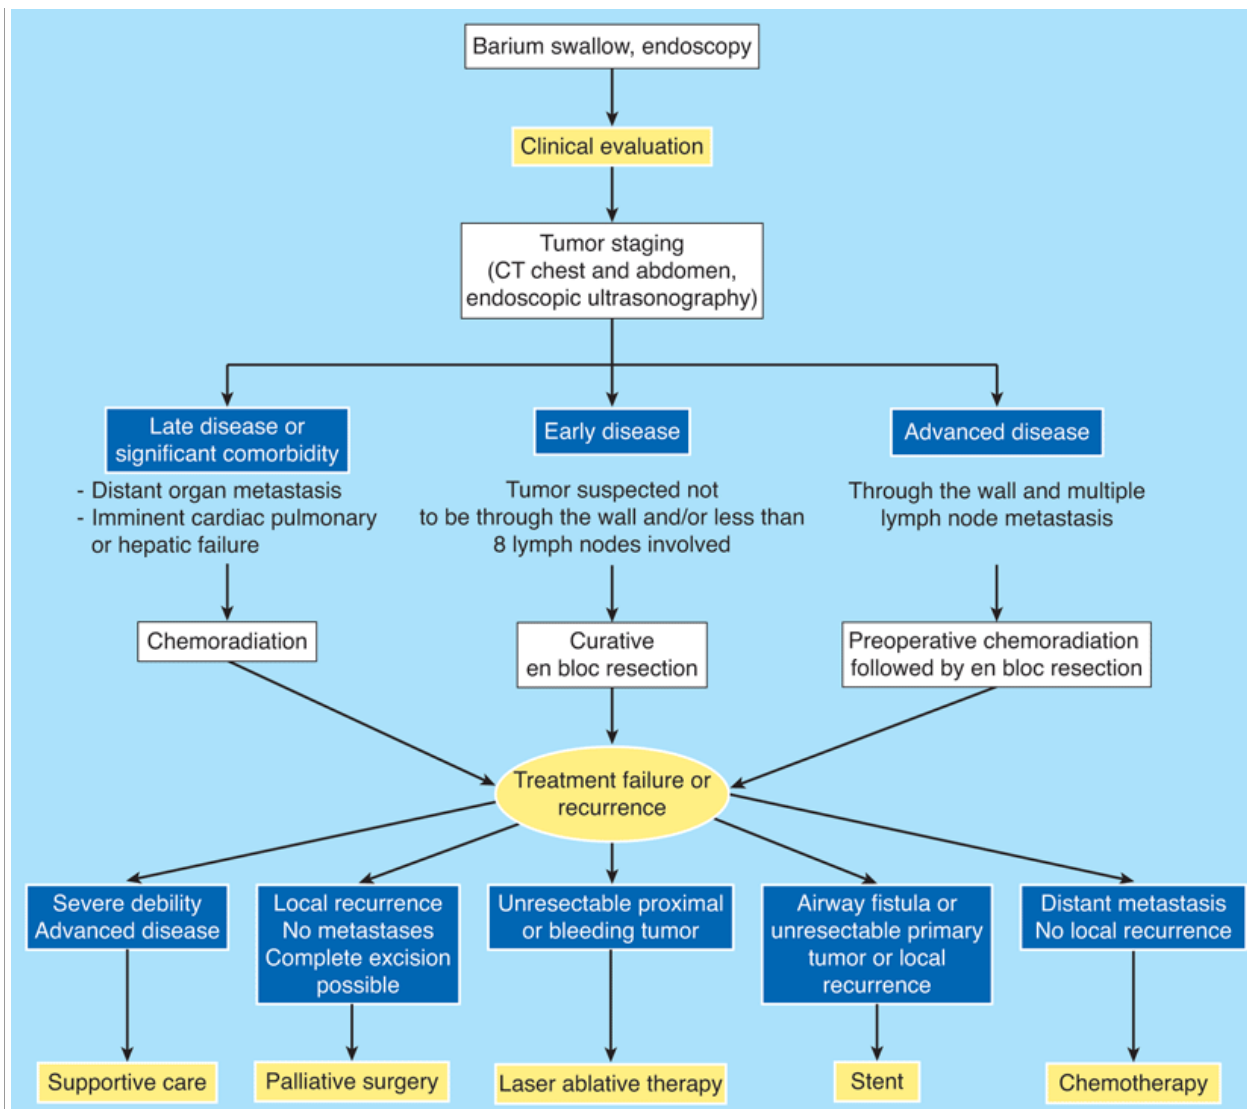 Barium swallow, endoscopy
Clinical evaluation
Tumor staging
(CT chest and abdomen,
endoscopic ultrasonography)
Late disease or
significant comorbidity
- Distant organ metastasis
- Imminent cardiac pulmonary
or hepatic failure
Early disease
Tumor suspected not
to be through the wall and/or less than
8 lymph nodes involved
Advanced disease
Through the wall and multiple
lymph node metastasis
Chemoradiation
Curative
en bloc resection
Preoperative chemoradiation
followed by en bloc resection
Treatment failure or
recurrence
Severe debility
Advanced disease
Local recurrence
No metastases
Complete excision
possible
Unresectable proximal
or bleeding tumor
Airway fistula or
unresectable primary
tumor or local
recurrence
Distant metastasis
No local recurrence
Supportive care
Palliative surgery
Laser ablative therapy
Stent
Chemotherapy